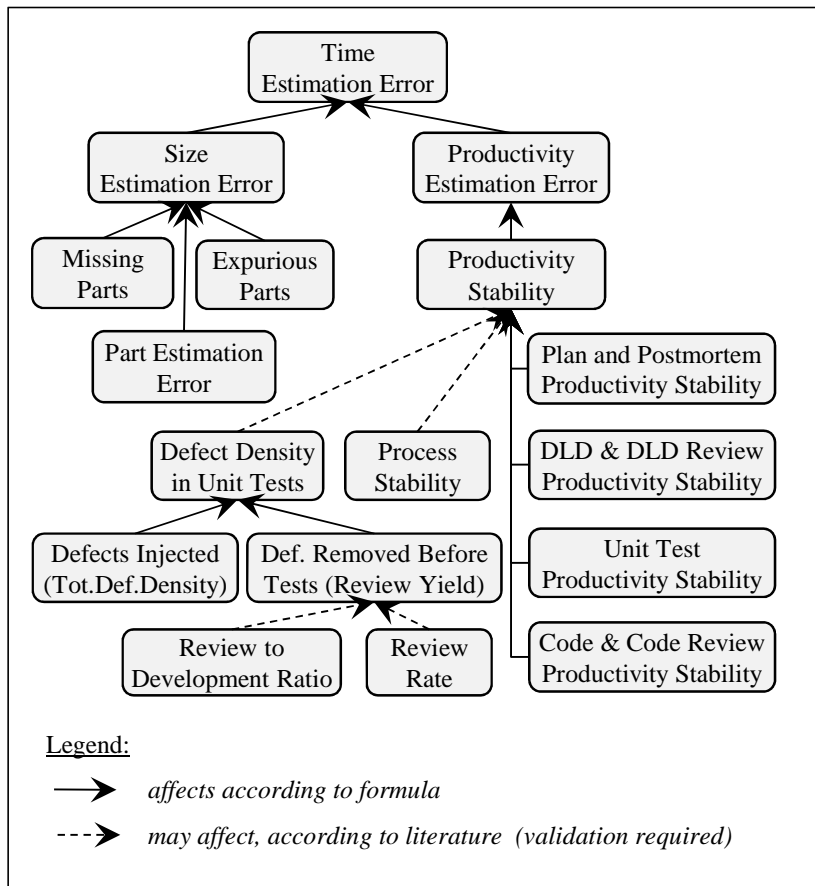 Time
Estimation Error
Size
Estimation Error
Productivity
Estimation Error
Missing
Parts
Expurious
Parts
Productivity
Stability
Part Estimation
Error
Plan and Postmortem
Productivity Stability
Defect Density
in Unit Tests
Process
Stability
DLD & DLD Review
Productivity Stability
Defects Injected
(Tot.Def.Density)
Def. Removed Before
Tests (Review Yield)
Unit Test
Productivity Stability
Review to
Development Ratio
Review
Rate
Code & Code Review
Productivity Stability
Legend:
affects according to formula
may affect, according to literature (validation required)